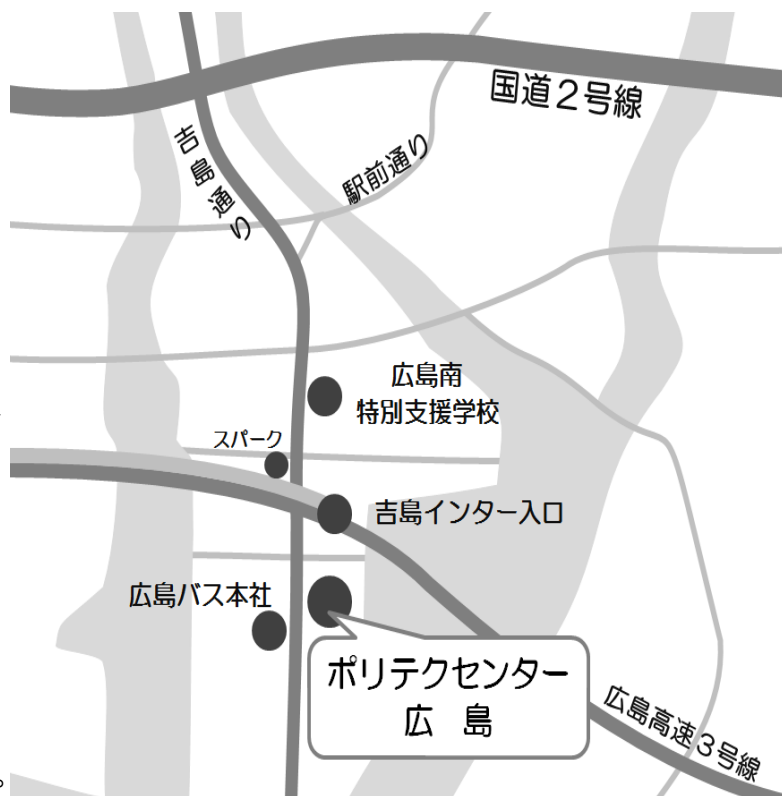 国道２号線
吉島通り
駅前通り
広島南
特別支援学校
スパーク
吉島インター入口
広島バス本社
ポリテクセンター
広 島
広島高速３号線
。